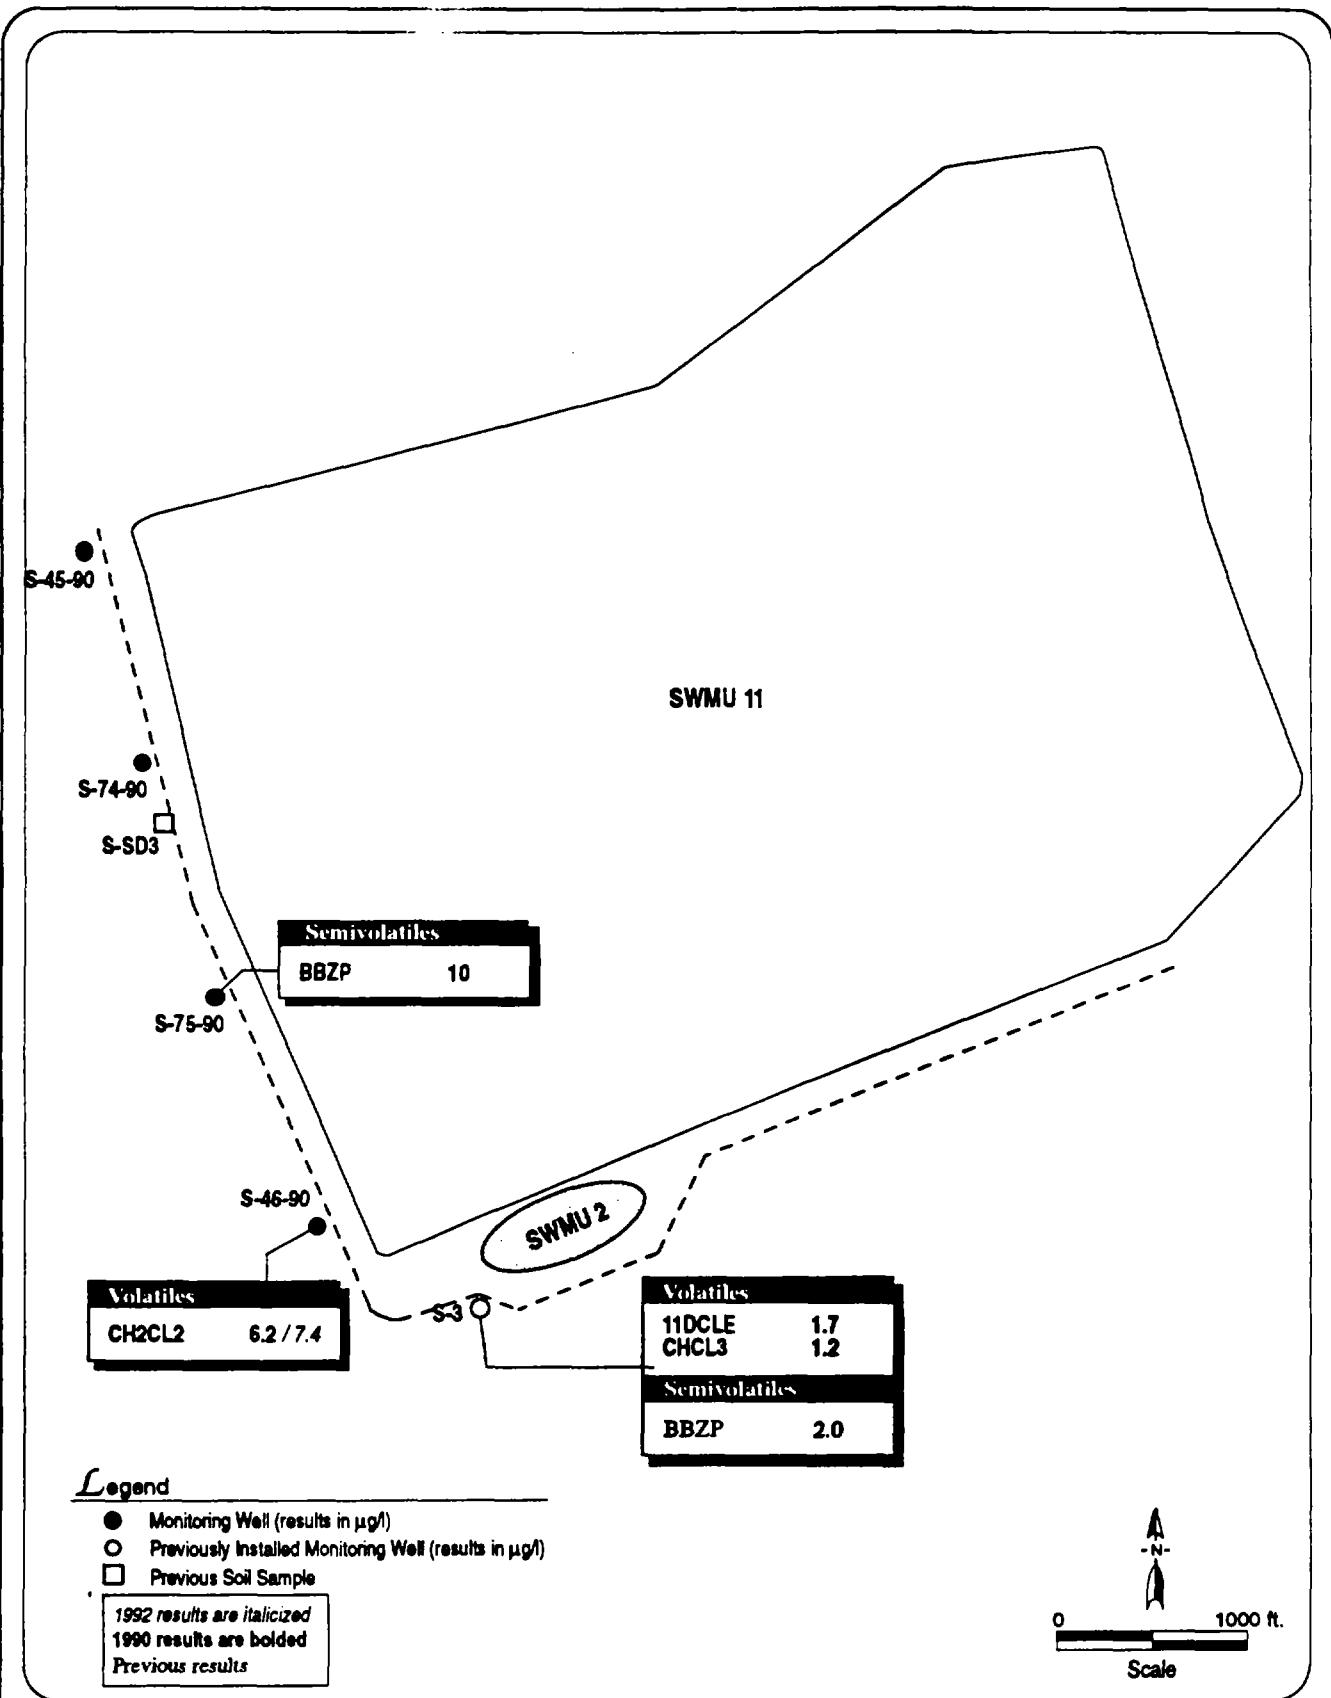 S-45-90
SWMU 11
S-74-90
S-SD3
Semivolatiles
BBZP 10
S-75-90
S-46-90
SWMU 2
Volatiles
CH2CL2 6.2 / 7.4
S-3
Volatiles
11DCLE 1.7
CHCL3 1.2
Semivolatiles
BBZP 2.0
Legend
Monitoring Well (results in µg/l)
Previously Installed Monitoring Well (results in µg/l)
Previous Soil Sample
1992 results are italicized
1990 results are bolded
Previous results
-N-
0 1000 ft.
Scale